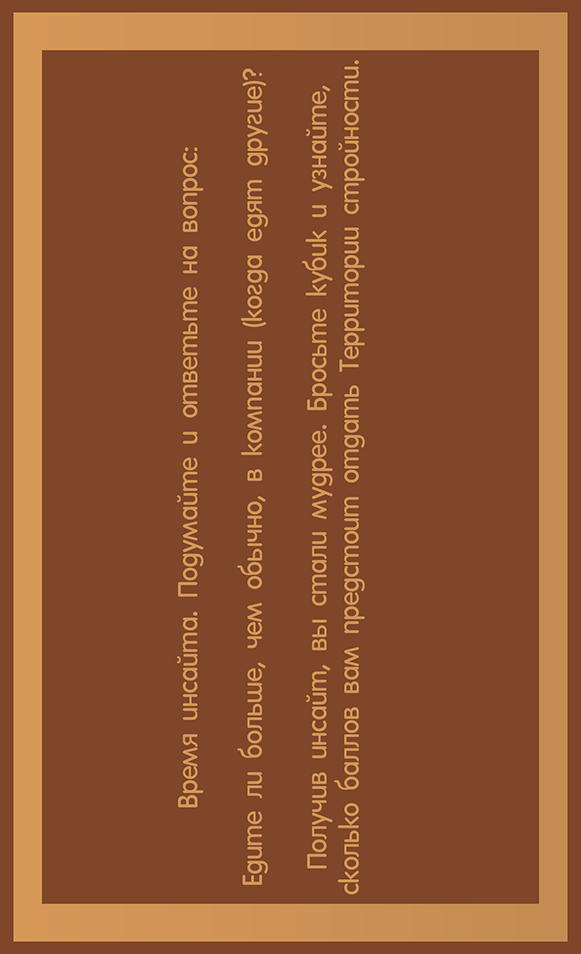 Время инсайта. Подумайте и ответьте на вопрос:
Едите ли больше, чем обычно, в компании (когда едят другие)?
Получив инсайт, вы стали мудрее. Бросьте кубик и узнайте,
сколько баллов вам предстоит отдать Территории стройности.